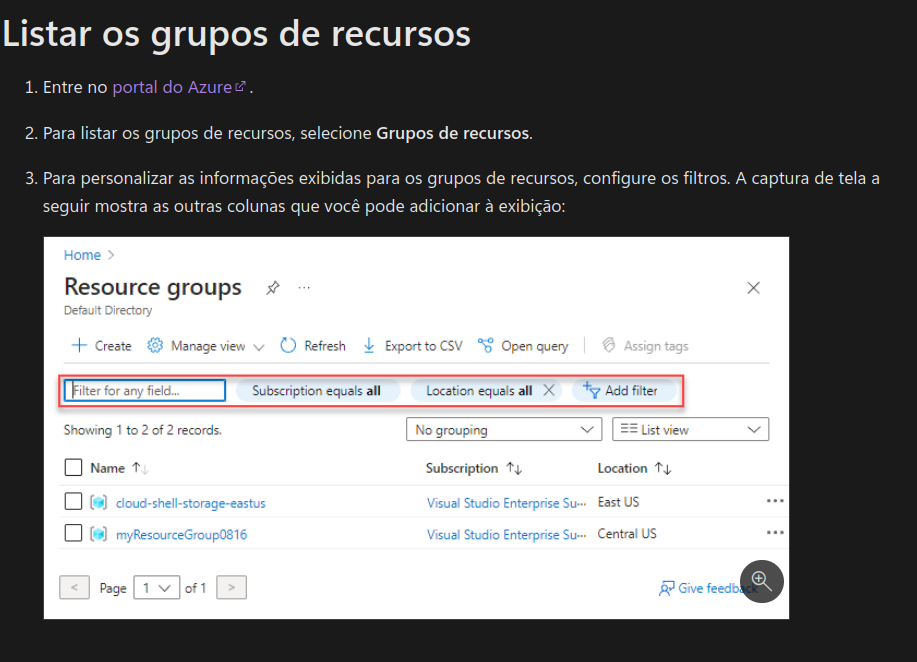 Listar os grupos de recursos
1. Entre no portal do Azure.
2. Para listar os grupos de recursos, selecione Grupos de recursos.
3. Para personalizar as informações exibidas para os grupos de recursos, configure os filtros. A captura de tela a
seguir mostra as outras colunas que você pode adicionar à exibição:
Home >
Resource groups ...
Default Directory
+ Create Manage view Refresh Export to CSV Open query Assign tags
Filter for any field... Subscription equals all Location equals all Add filter
Showing 1 to 2 of 2 records. No grouping List view
Name Subscription Location
cloud-shell-storage-eastus Visual Studio Enterprise Su... East US ...
myResourceGroup0816 Visual Studio Enterprise Su... Central US ...
< Page 1 of 1 > Give feedback